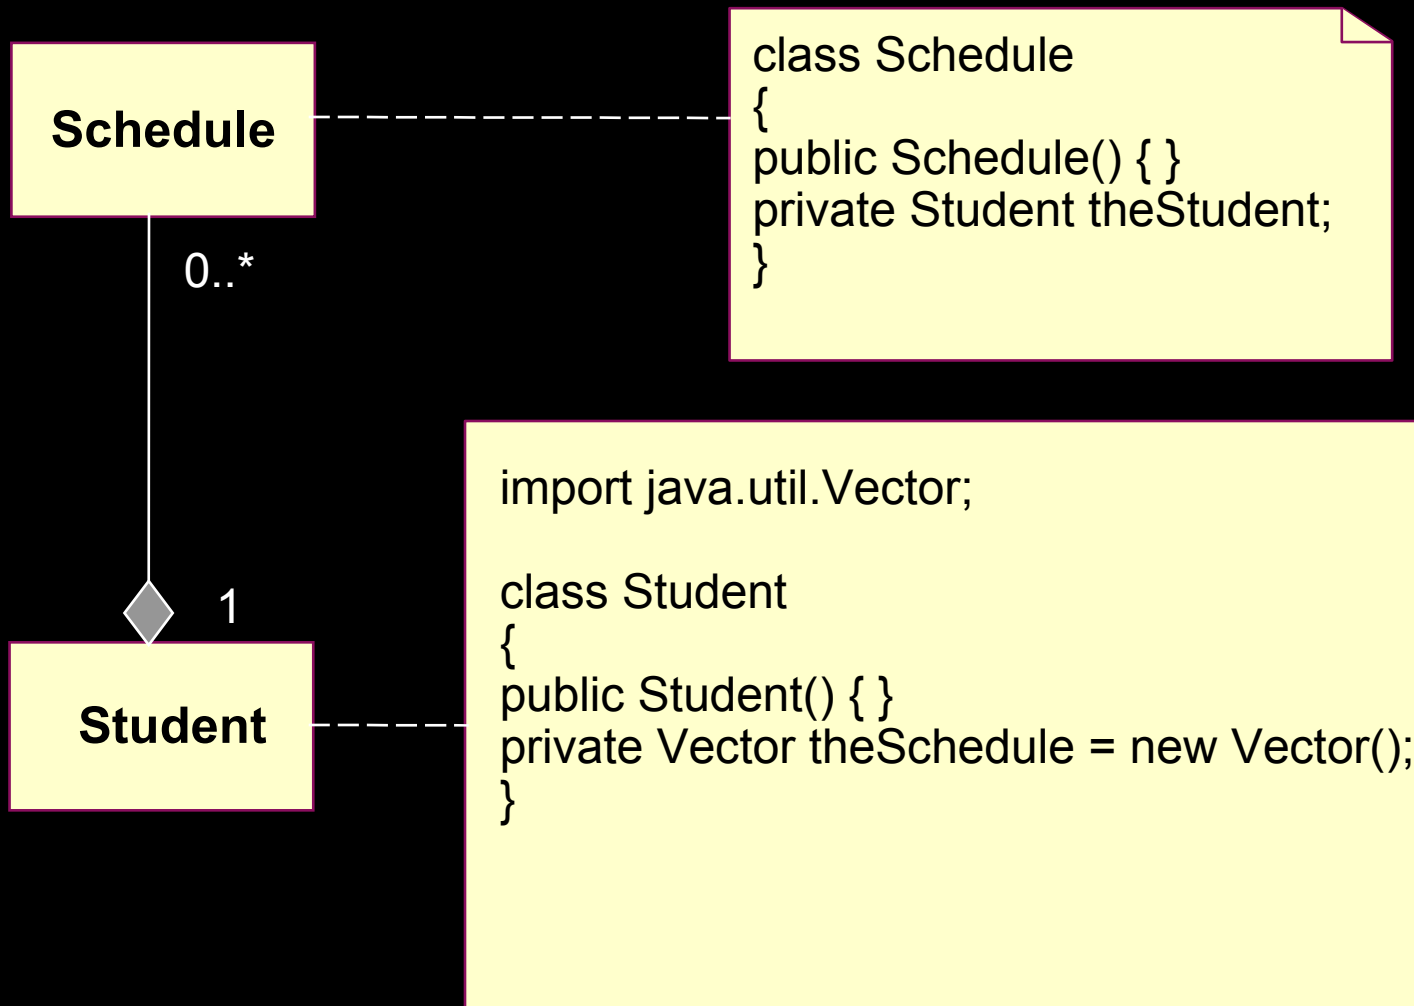 Schedule
class Schedule
{
public Schedule() { }
private Student theStudent;
}
0..*
1
Student
import java.util.Vector;
class Student
{
public Student() { }
private Vector theSchedule = new Vector();
}